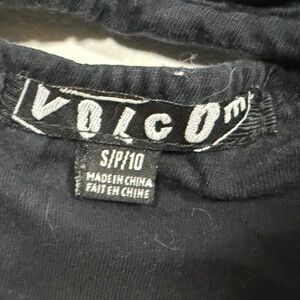 VOLCOM
S/P/10
MADE IN CHINA
FAIT EN CHINE